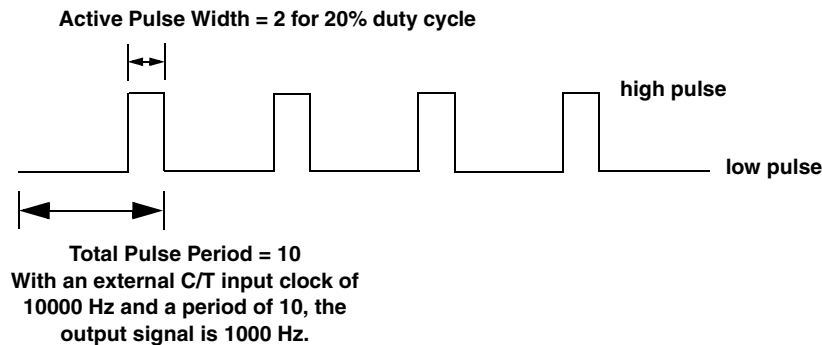 Active Pulse Width = 2 for 20% duty cycle
high pulse
low pulse
Total Pulse Period = 10
With an external C/T input clock of
10000 Hz and a period of 10, the
output signal is 1000 Hz.